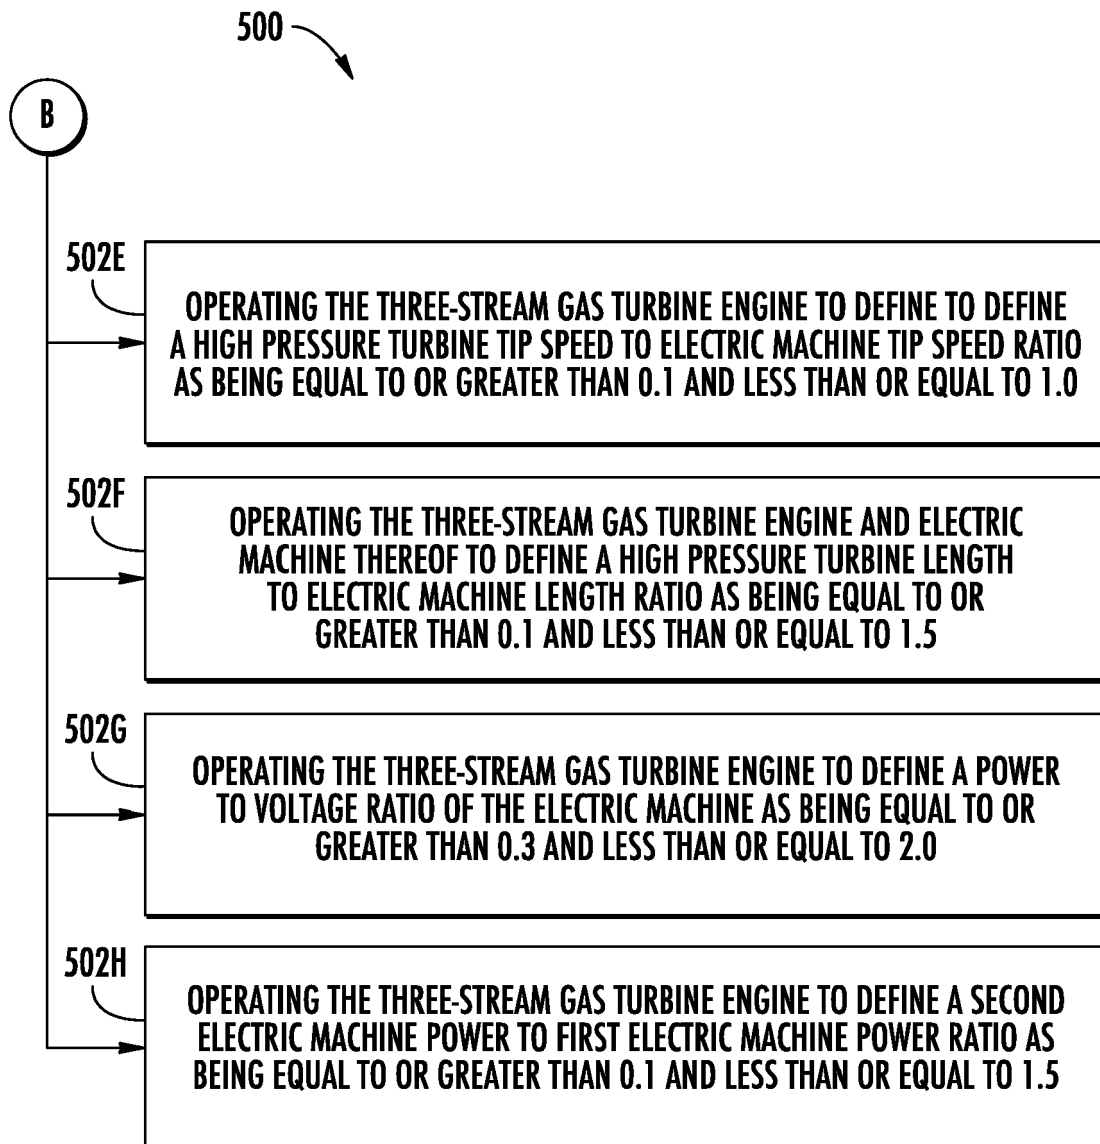 500
B
502E
OPERATING THE THREE-STREAM GAS TURBINE ENGINE TO DEFINE TO DEFINE
A HIGH PRESSURE TURBINE TIP SPEED TO ELECTRIC MACHINE TIP SPEED RATIO
AS BEING EQUAL TO OR GREATER THAN 0.1 AND LESS THAN OR EQUAL TO 1.0
502F
OPERATING THE THREE-STREAM GAS TURBINE ENGINE AND ELECTRIC
MACHINE THEREOF TO DEFINE A HIGH PRESSURE TURBINE LENGTH
TO ELECTRIC MACHINE LENGTH RATIO AS BEING EQUAL TO OR
GREATER THAN 0.1 AND LESS THAN OR EQUAL TO 1.5
502G
OPERATING THE THREE-STREAM GAS TURBINE ENGINE TO DEFINE A POWER
TO VOLTAGE RATIO OF THE ELECTRIC MACHINE AS BEING EQUAL TO OR
GREATER THAN 0.3 AND LESS THAN OR EQUAL TO 2.0
502H
OPERATING THE THREE-STREAM GAS TURBINE ENGINE TO DEFINE A SECOND
ELECTRIC MACHINE POWER TO FIRST ELECTRIC MACHINE POWER RATIO AS
BEING EQUAL TO OR GREATER THAN 0.1 AND LESS THAN OR EQUAL TO 1.5